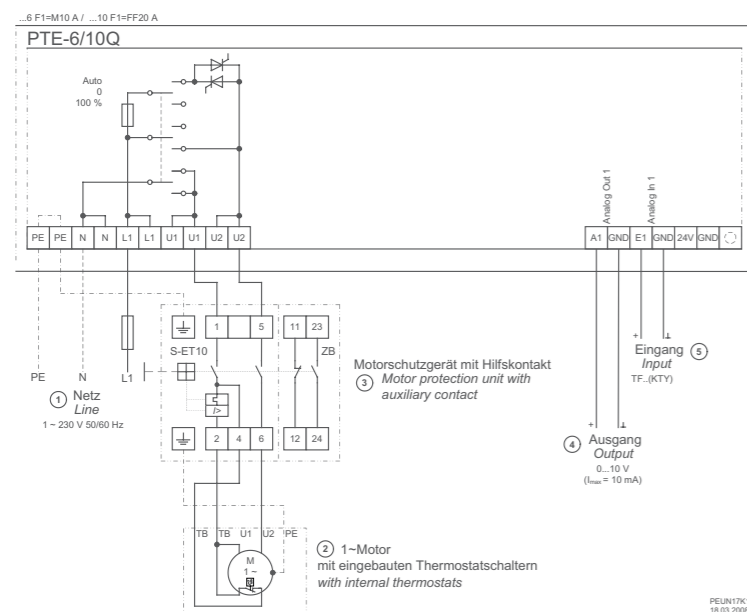 ...6 F1=M10 A / ...10 F1=FF20 A
PTE-6/10Q
Auto
0
100 %
Analog Out 1
Analog In 1
PE PE N N L1 L1 U1 U1 U2 U2
A1 GND E1 GND 24V GND
1 5 11 23
S-ET10
ZB
I>
2 4 6 12 24
PE N L1
1 Netz
Line
1 ~ 230 V 50/60 Hz
Motorschutzgerät mit Hilfskontakt
3 Motor protection unit with
auxiliary contact
+ ⊥
Eingang 5
Input
TF..(KTY)
+ ⊥
4 Ausgang
Output
0...10 V
(Imax = 10 mA)
TB TB U1 U2 PE
M
1 ~
2 1~Motor
mit eingebauten Thermostatschaltern
with internal thermostats
18.03.2008